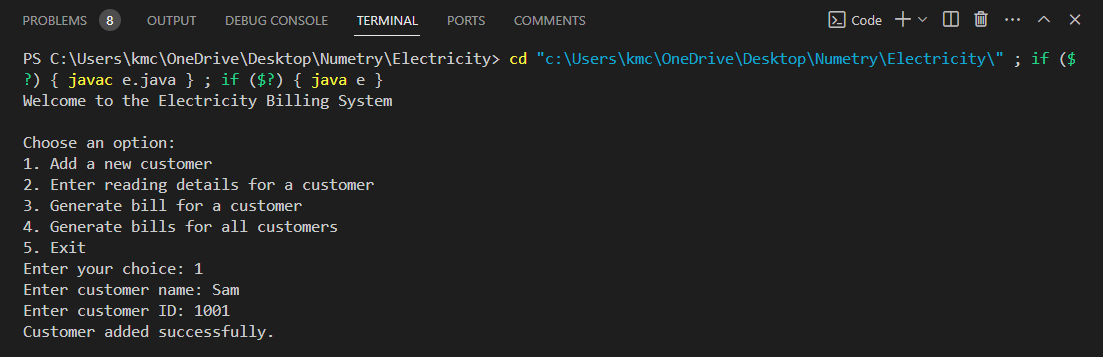 PROBLEMS 8 OUTPUT DEBUG CONSOLE TERMINAL PORTS COMMENTS Code
PS C:\Users\kmc\OneDrive\Desktop\Numetry\Electricity> cd "c:\Users\kmc\OneDrive\Desktop\Numetry\Electricity\" ; if ($
?) { javac e.java } ; if ($?) { java e }
Welcome to the Electricity Billing System

Choose an option:
1. Add a new customer
2. Enter reading details for a customer
3. Generate bill for a customer
4. Generate bills for all customers
5. Exit
Enter your choice: 1
Enter customer name: Sam
Enter customer ID: 1001
Customer added successfully.